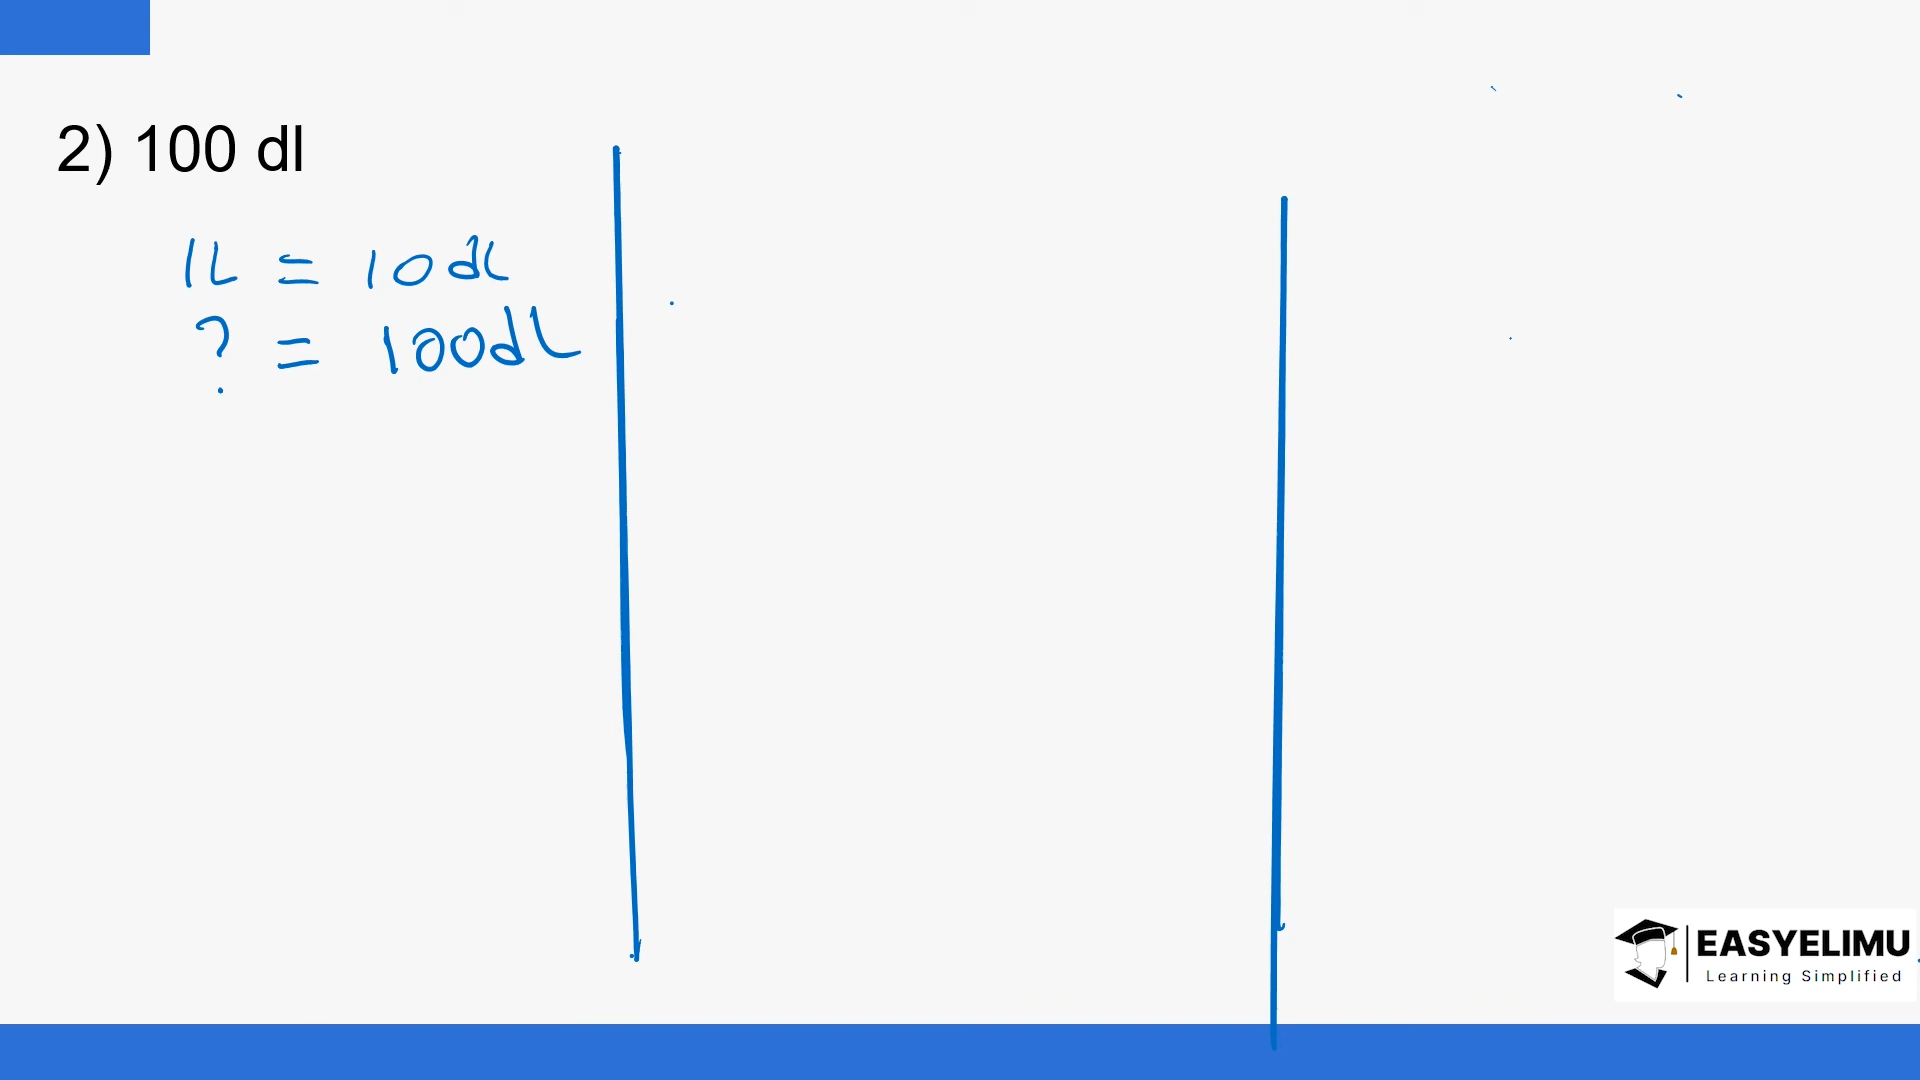 2) 100 dl
1L = 10dL
? = 100dL
EASYELIMU
Learning Simplified